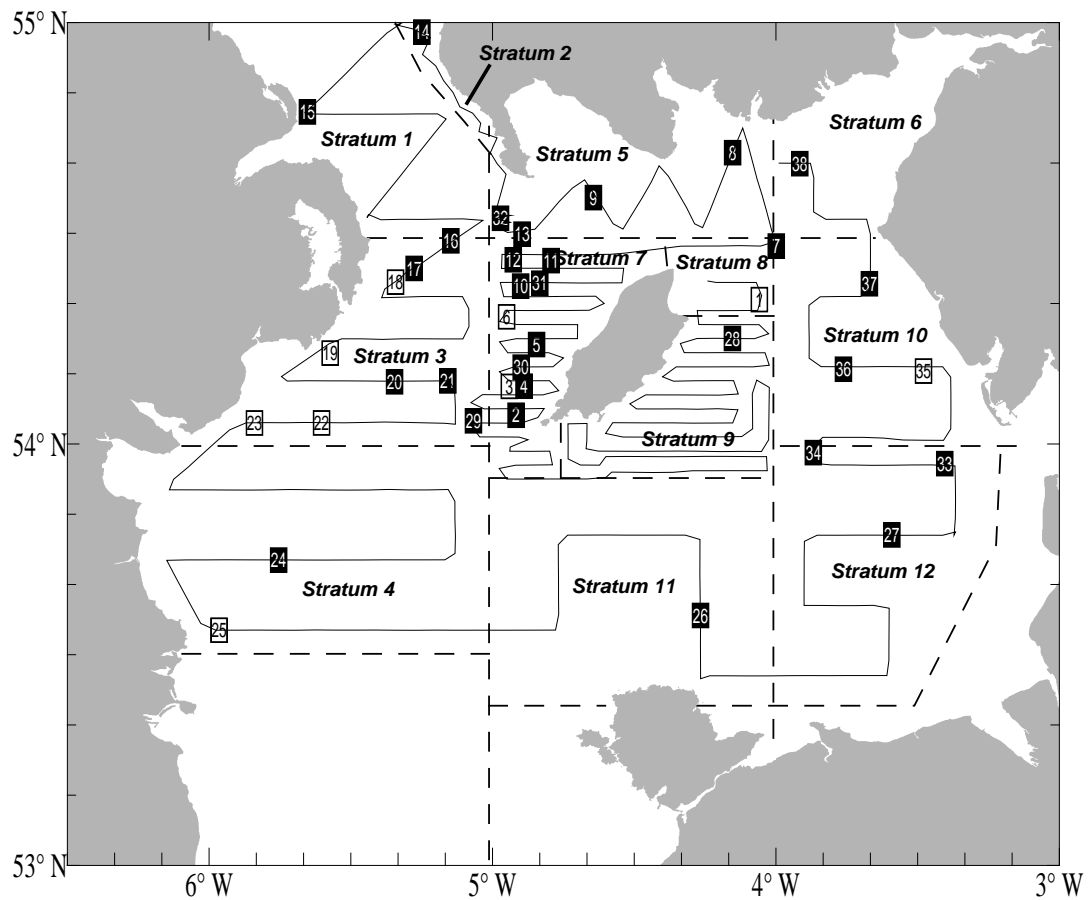 55° N
14
Stratum 2
15
Stratum 1
Stratum 6
Stratum 5
8
38
9
32
13
16
7
12
11
Stratum 7
Stratum 8
17
18
10
31
37
1
6
28
19
5
Stratum 3
Stratum 10
20
21
30
3
4
36
35
23
22
29
2
54° N
Stratum 9
34
33
24
27
Stratum 4
Stratum 11
Stratum 12
25
26
53° N
6° W
5° W
4° W
3° W